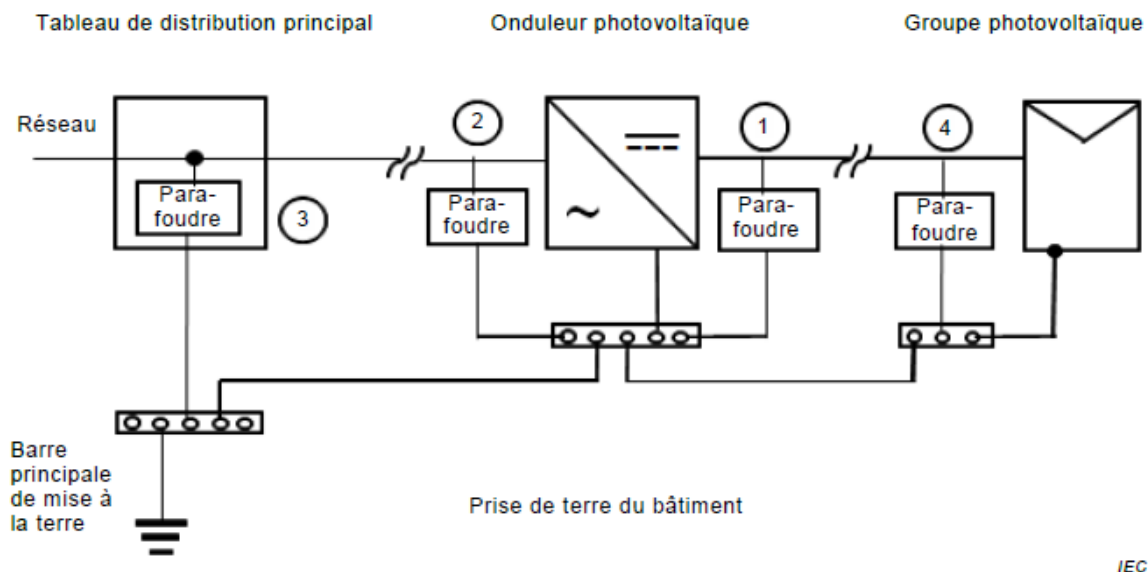 Tableau de distribution principal
Onduleur photovoltaïque
Groupe photovoltaïque
Réseau
2
1
4
Para-
foudre
3
Para-
foudre
~
Para-
foudre
Para-
foudre
Barre
principale
de mise à
la terre
Prise de terre du bâtiment
IEC